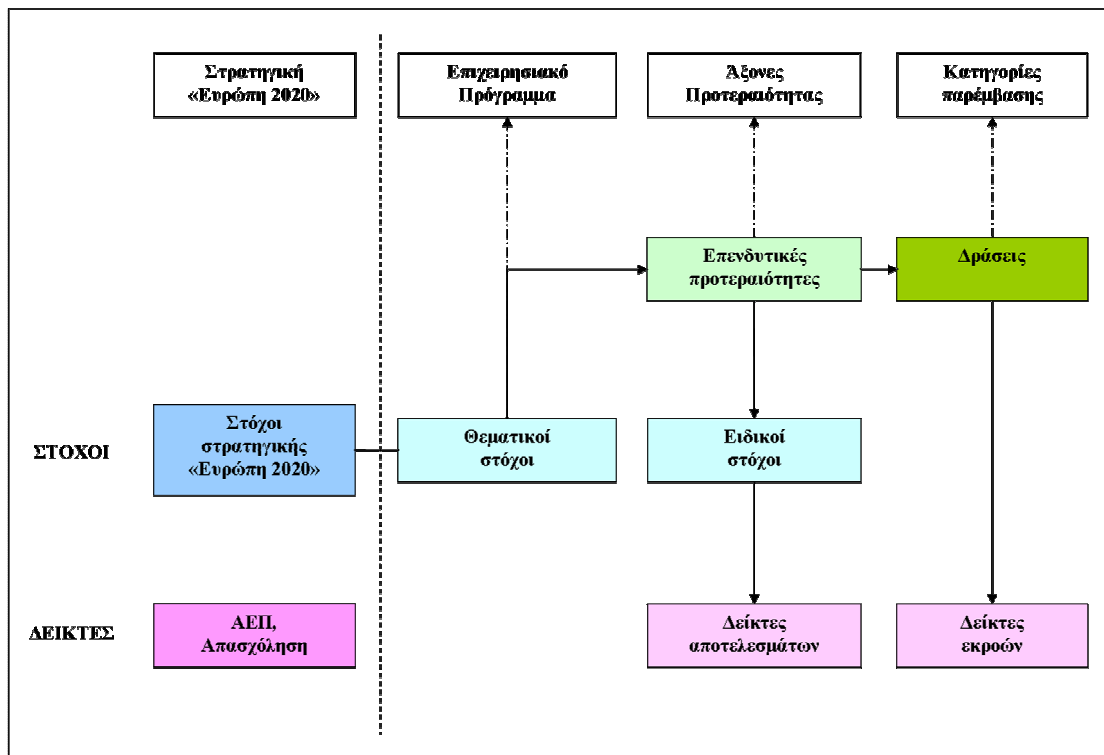 Στρατηγική
«Ευρώπη 2020»
Επιχειρησιακό
Πρόγραμμα
Άξονες
Προτεραιότητας
Κατηγορίες
παρέμβασης
Επενδυτικές
προτεραιότητες
Δράσεις
ΣΤΟΧΟΙ
Στόχοι
στρατηγικής
«Ευρώπη 2020»
Θεματικοί
στόχοι
Ειδικοί
στόχοι
ΔΕΙΚΤΕΣ
ΑΕΠ,
Απασχόληση
Δείκτες
αποτελεσμάτων
Δείκτες
εκροών